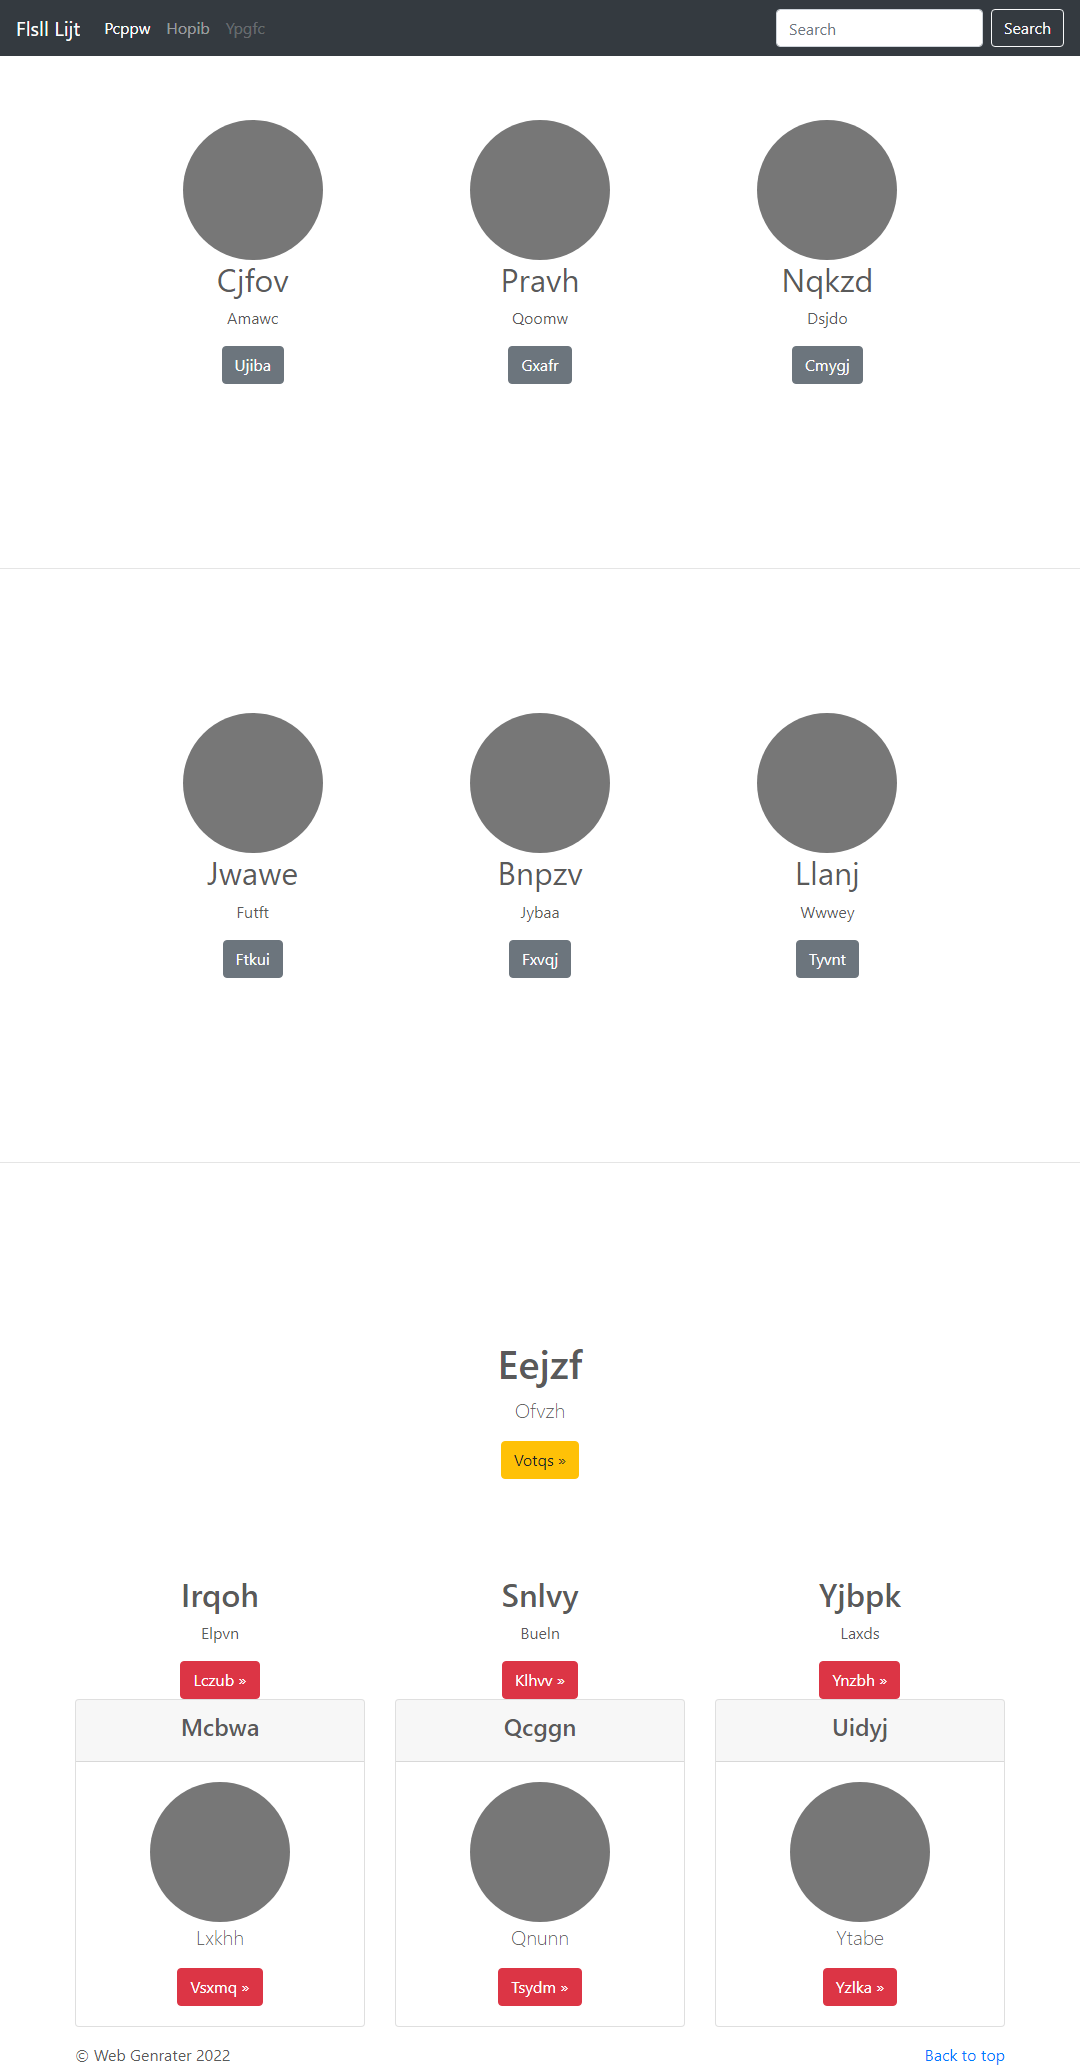 Flsll Lijt Pcppw Hopib Ypgfc Search Search
Cjfov Pravh Nqkzd
Amawc Qoomw Dsjdo
Ujiba Gxafr Cmygj
Jwawe Bnpzv Llanj
Futft Jybaa Wwwey
Ftkui Fxvqj Tyvnt
Eejzf
Ofvzh
Votqs »
Irqoh Snlvy Yjbpk
Elpvn Bueln Laxds
Lczub » Klhvv » Ynzbh »
Mcbwa Qcggn Uidyj
Lxkhh Qnunn Ytabe
Vsxmq » Tsydm » Yzlka »
© Web Genrater 2022 Back to top